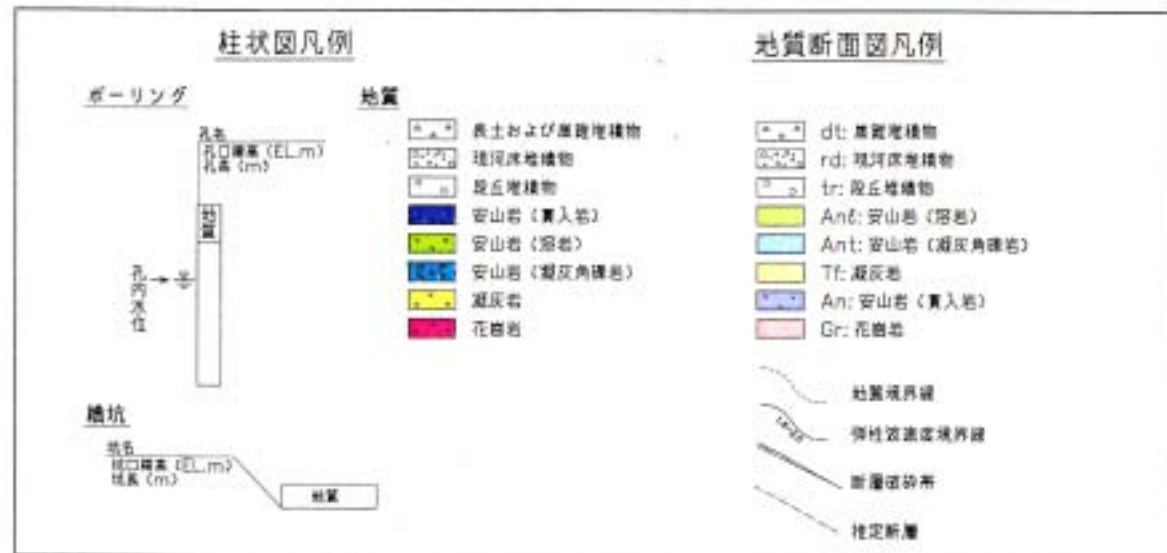 柱状図凡例
ボーリング
孔名
孔口標高 (EL.m)
孔長 (m)
地質
孔内水位
横坑
坑名
坑口標高 (EL.m)
坑長 (m)
地質
地質
表土および崖錐堆積物
現河床堆積物
段丘堆積物
安山岩 (貫入岩)
安山岩 (溶岩)
安山岩 (凝灰角礫岩)
凝灰岩
花崗岩
地質断面図凡例
dt: 崖錐堆積物
rd: 現河床堆積物
tr: 段丘堆積物
Anℓ: 安山岩 (溶岩)
Ant: 安山岩 (凝灰角礫岩)
Tf: 凝灰岩
An: 安山岩 (貫入岩)
Gr: 花崗岩
地質境界線
弾性波速度境界線
断層破砕帯
推定断層